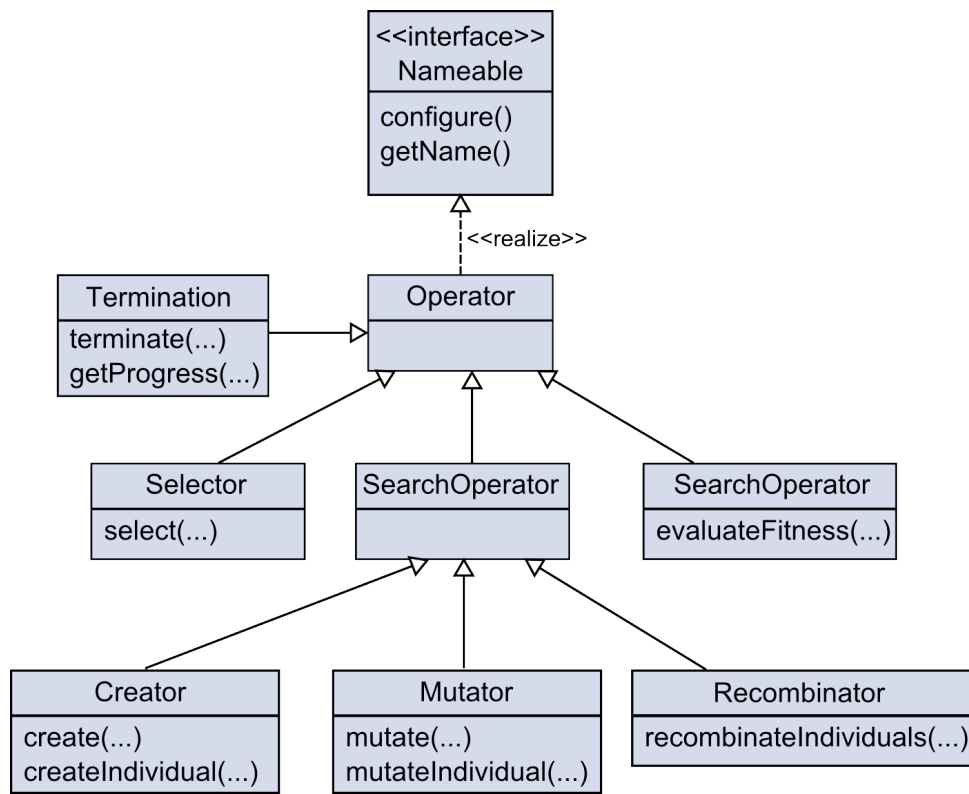 <<interface>>
Nameable
configure()
getName()
<<realize>>
Termination
terminate(...)
getProgress(...)
Operator
Selector
select(...)
SearchOperator
SearchOperator
evaluateFitness(...)
Creator
create(...)
createIndividual(...)
Mutator
mutate(...)
mutateIndividual(...)
Recombinator
recombinateIndividuals(...)